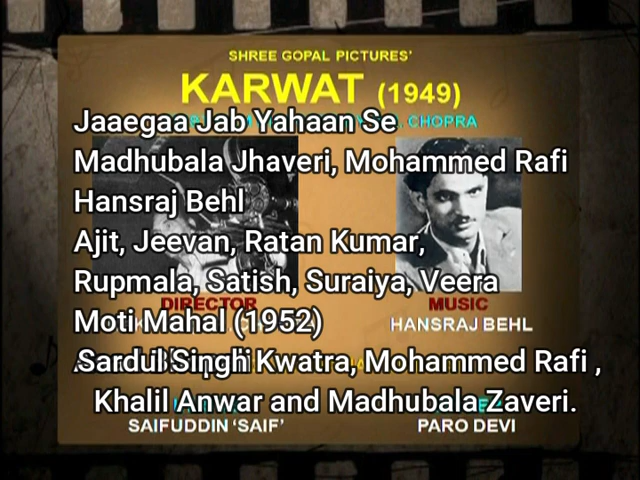 SHREE GOPAL PICTURES'
KARWAT (1949)
CHOPRA
Jaaegaa Jab Yahaan Se
Madhubala Jhaveri, Mohammed Rafi
Hansraj Behl
Ajit, Jeevan, Ratan Kumar,
Rupmala, Satish, Suraiya, Veera
DIRECTOR
MUSIC
Moti Mahal (1952)
HANSRAJ BEHL
Sardul Singh Kwatra, Mohammed Rafi ,
Khalil Anwar and Madhubala Zaveri.
SAIFUDDIN ‘SAIF’
PARO DEVI